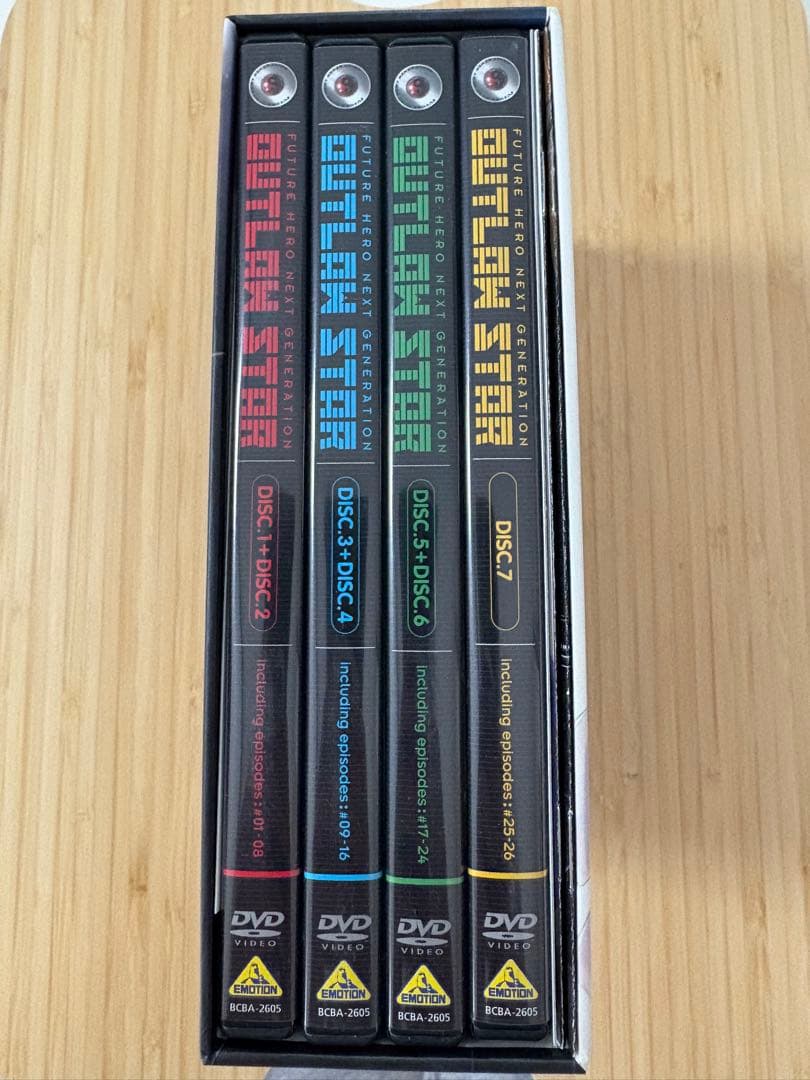 FUTURE HERO NEXT GENERATION
OUTLAW STAR
DISC.1+DISC.2
including episodes:#01-08
DVD
VIDEO
EMOTION
BCBA-2605
FUTURE HERO NEXT GENERATION
OUTLAW STAR
DISC.3+DISC.4
including episodes:#09-16
DVD
VIDEO
EMOTION
BCBA-2605
FUTURE HERO NEXT GENERATION
OUTLAW STAR
DISC.5+DISC.6
including episodes:#17-24
DVD
VIDEO
EMOTION
BCBA-2605
FUTURE HERO NEXT GENERATION
OUTLAW STAR
DISC.7
including episodes:#25-26
DVD
VIDEO
EMOTION
BCBA-2605